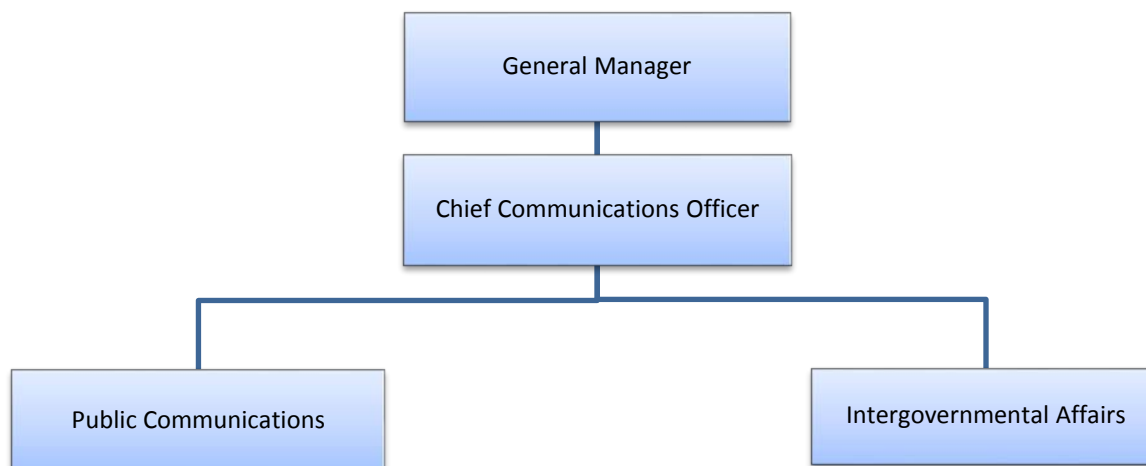 General Manager
Chief Communications Officer
Public Communications
Intergovernmental Affairs